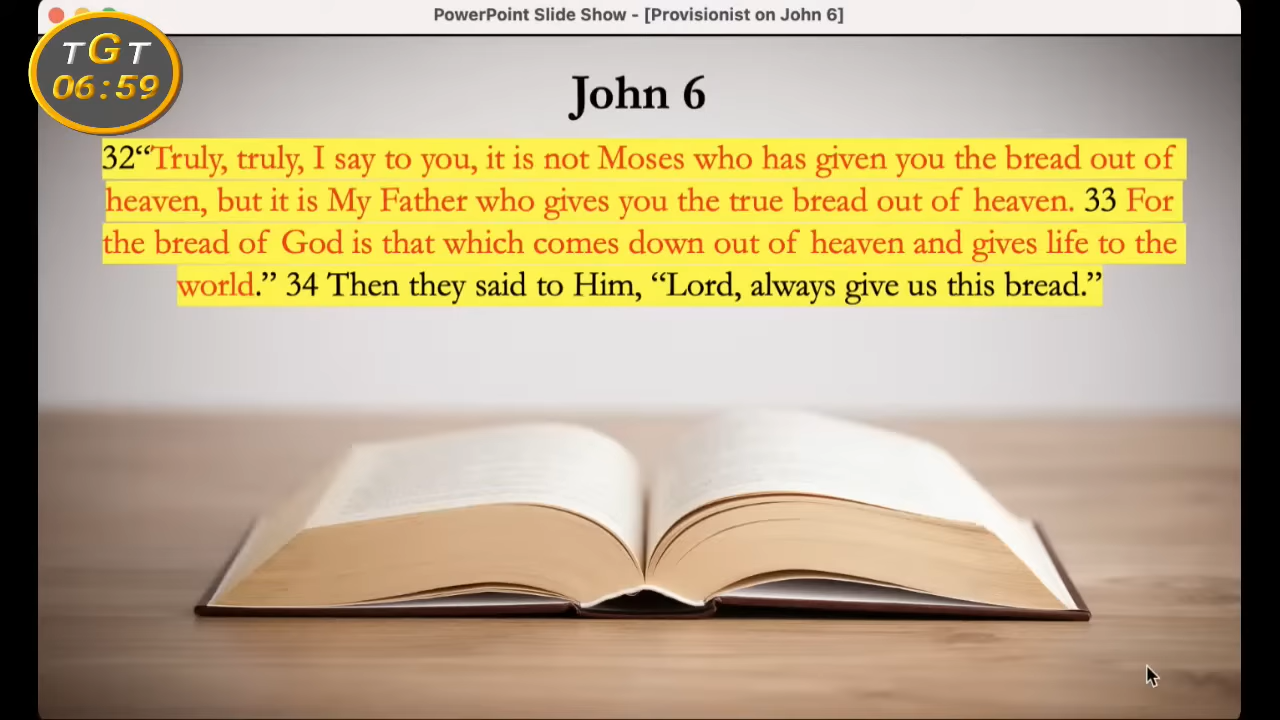 PowerPoint Slide Show - [Provisionist on John 6]
TGT
06:59
John 6
32“Truly, truly, I say to you, it is not Moses who has given you the bread out of
heaven, but it is My Father who gives you the true bread out of heaven. 33 For
the bread of God is that which comes down out of heaven and gives life to the
world.” 34 Then they said to Him, “Lord, always give us this bread.”